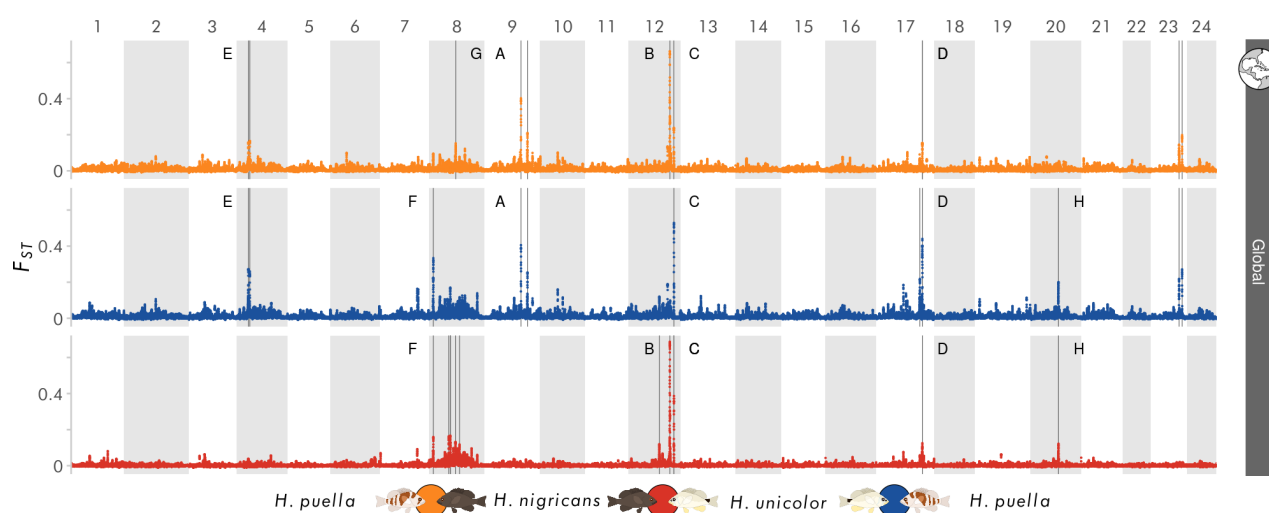 1 2 3 4 5 6 7 8 9 10 11 12 13 14 15 16 17 18 19 20 21 22 23 24
E G A B C D
0.4
0
E F A C D H
0.4
0
F B C D H
0.4
0
FST
Global
H. puella H. nigricans H. unicolor H. puella